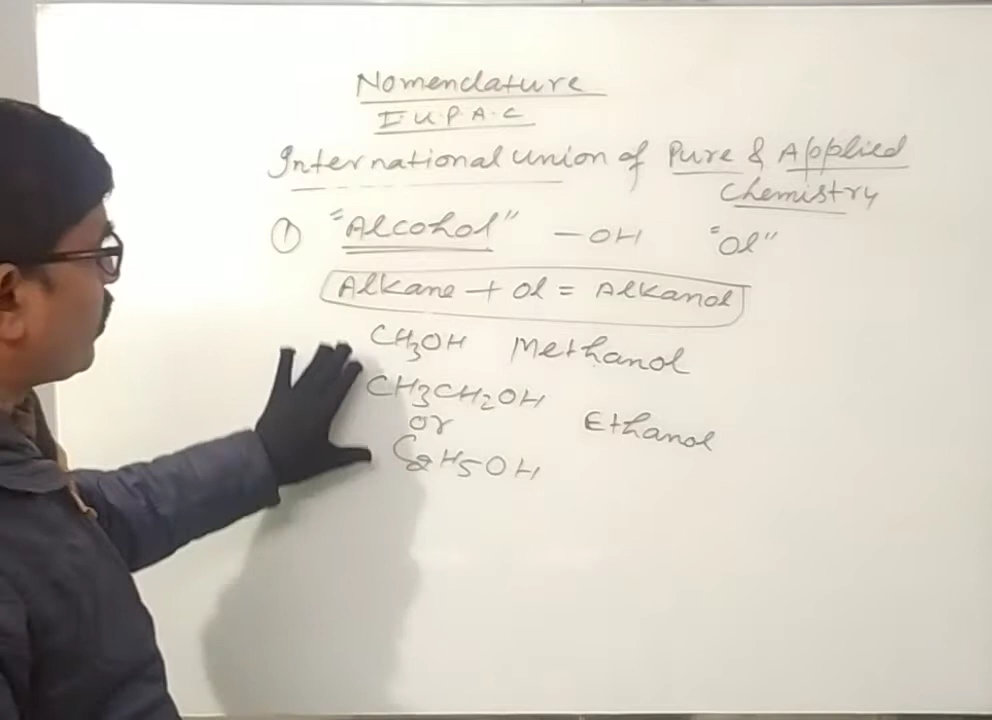 Nomenclature
I.U.P.A.C
International Union of Pure & Applied
Chemistry
① "Alcohol" -OH "Ol"
Alkane + Ol = Alkanol
CH3OH Methanol
CH3CH2OH
or Ethanol
C2H5OH